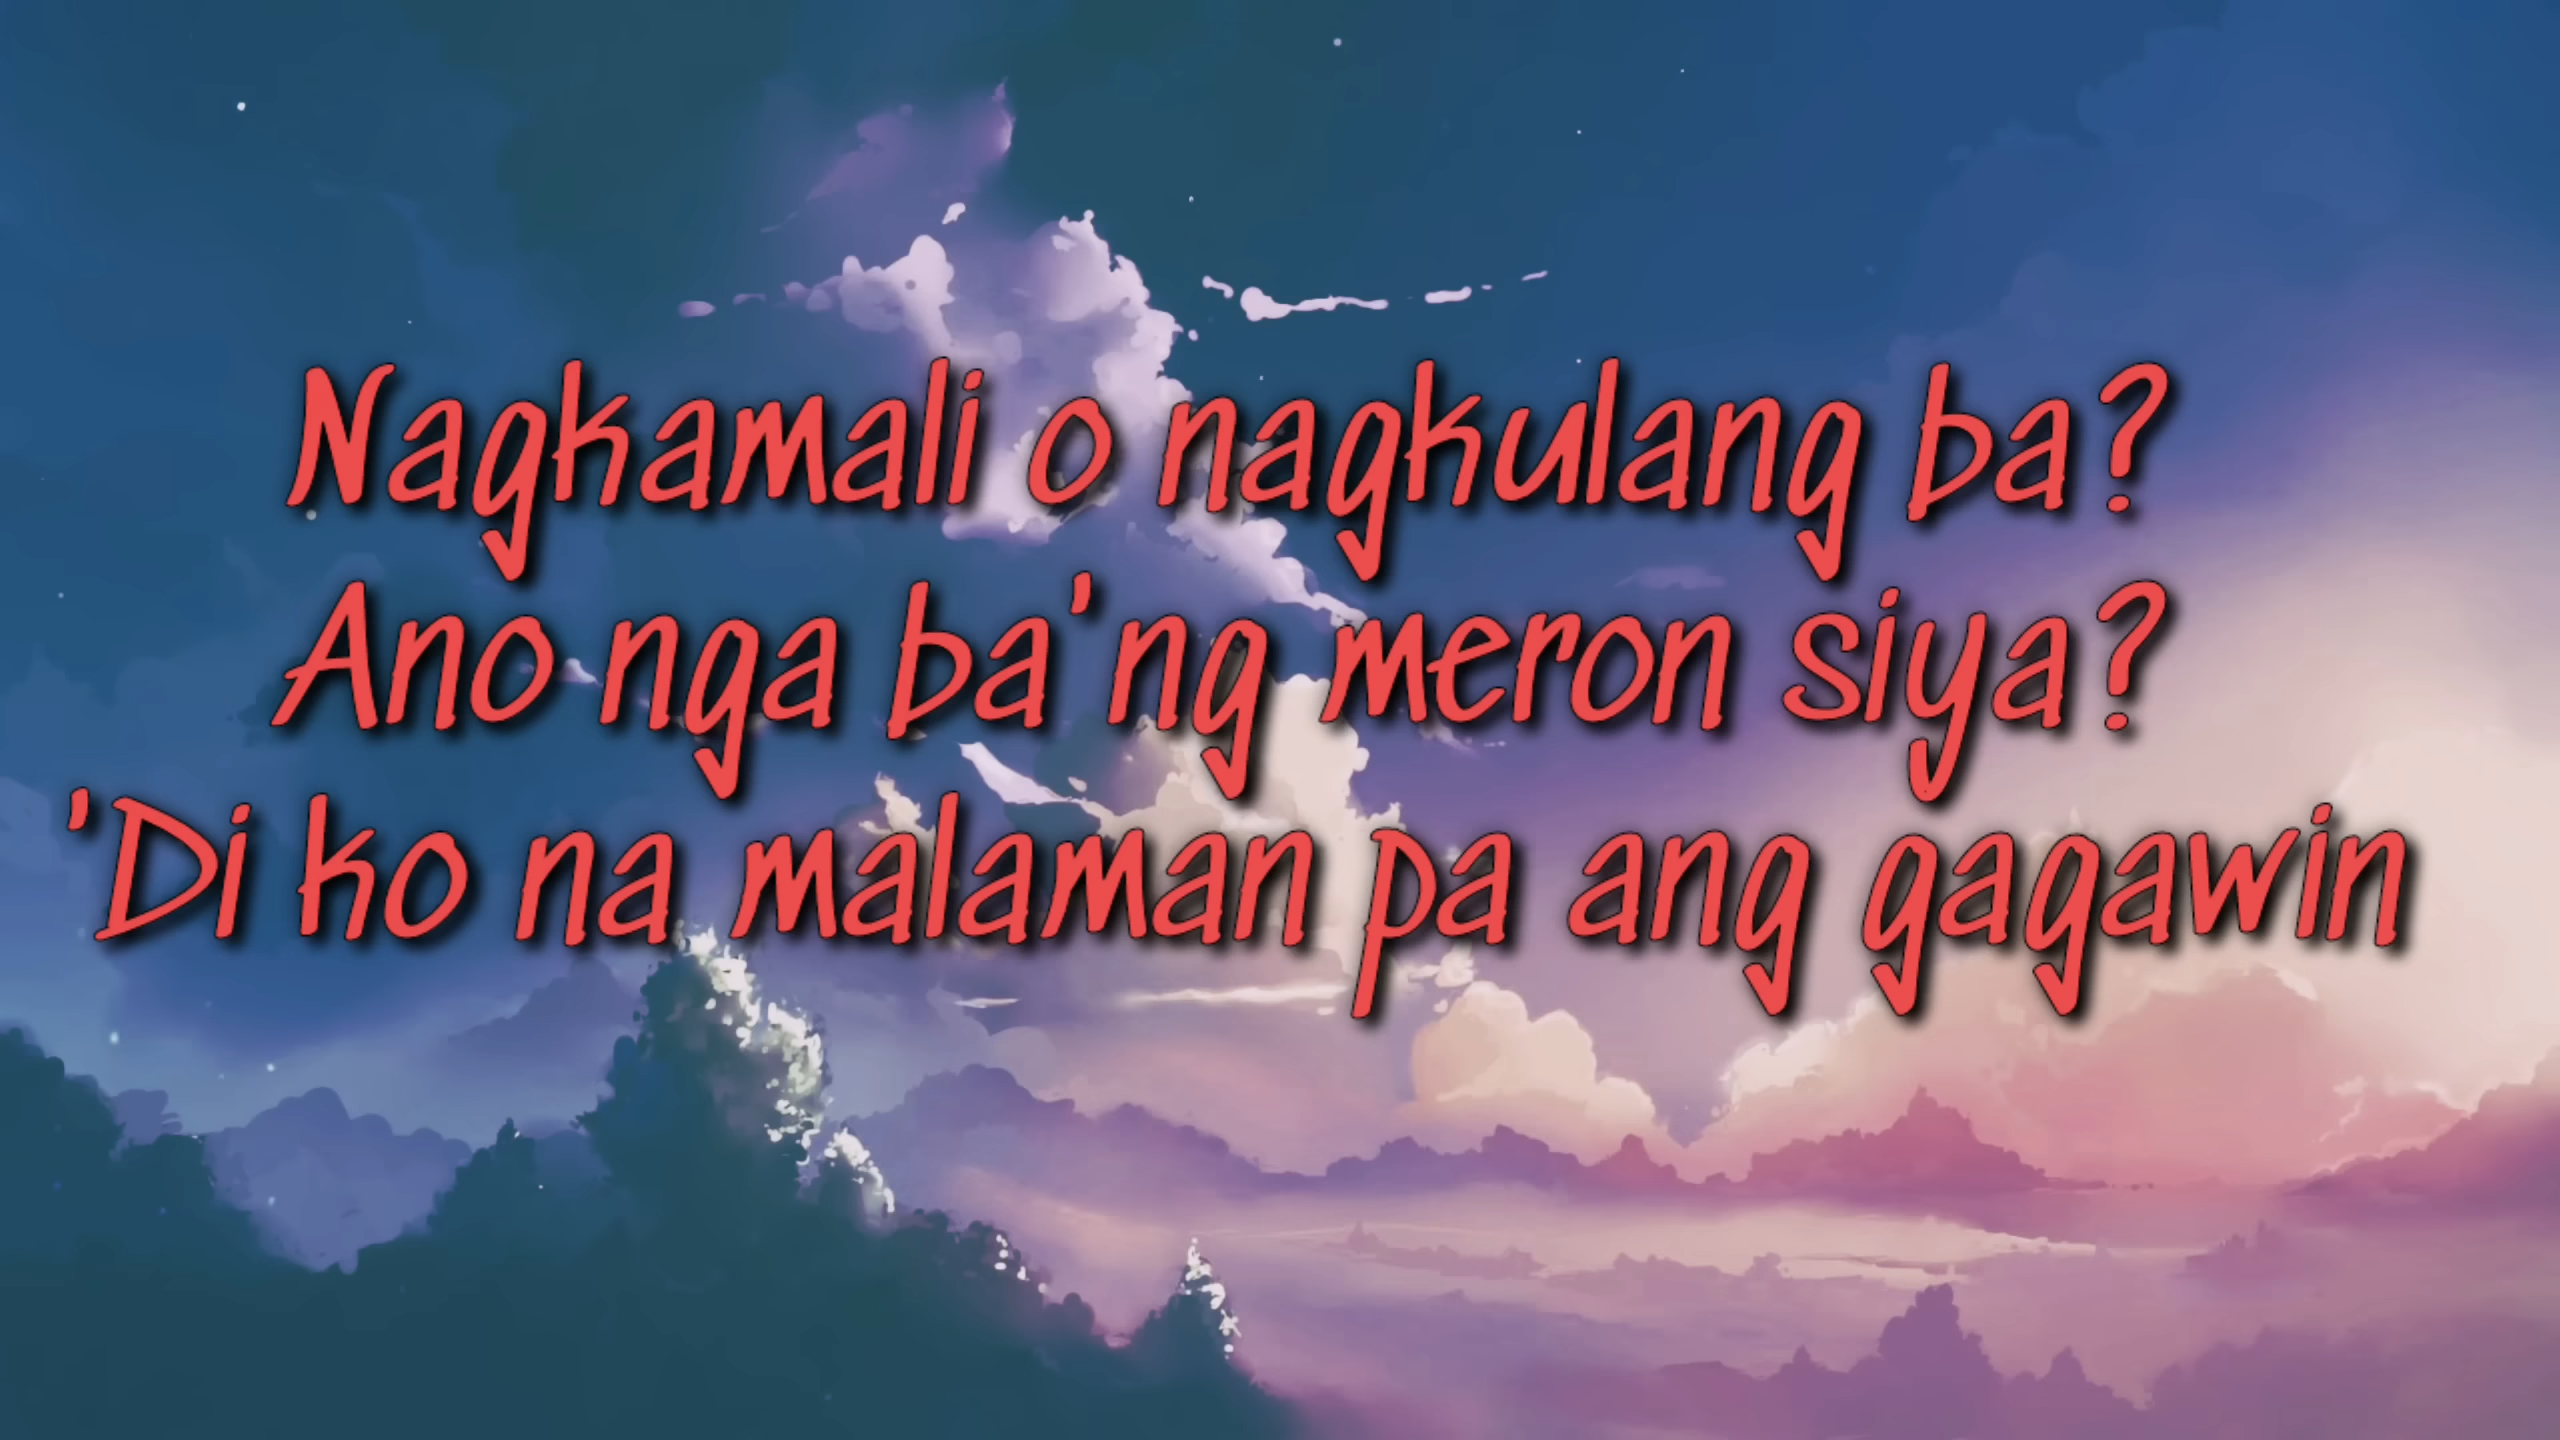 Nagkamali o nagkulang ba?
Ano nga ba'ng meron siya?
'Di ko na malaman pa ang gagawin